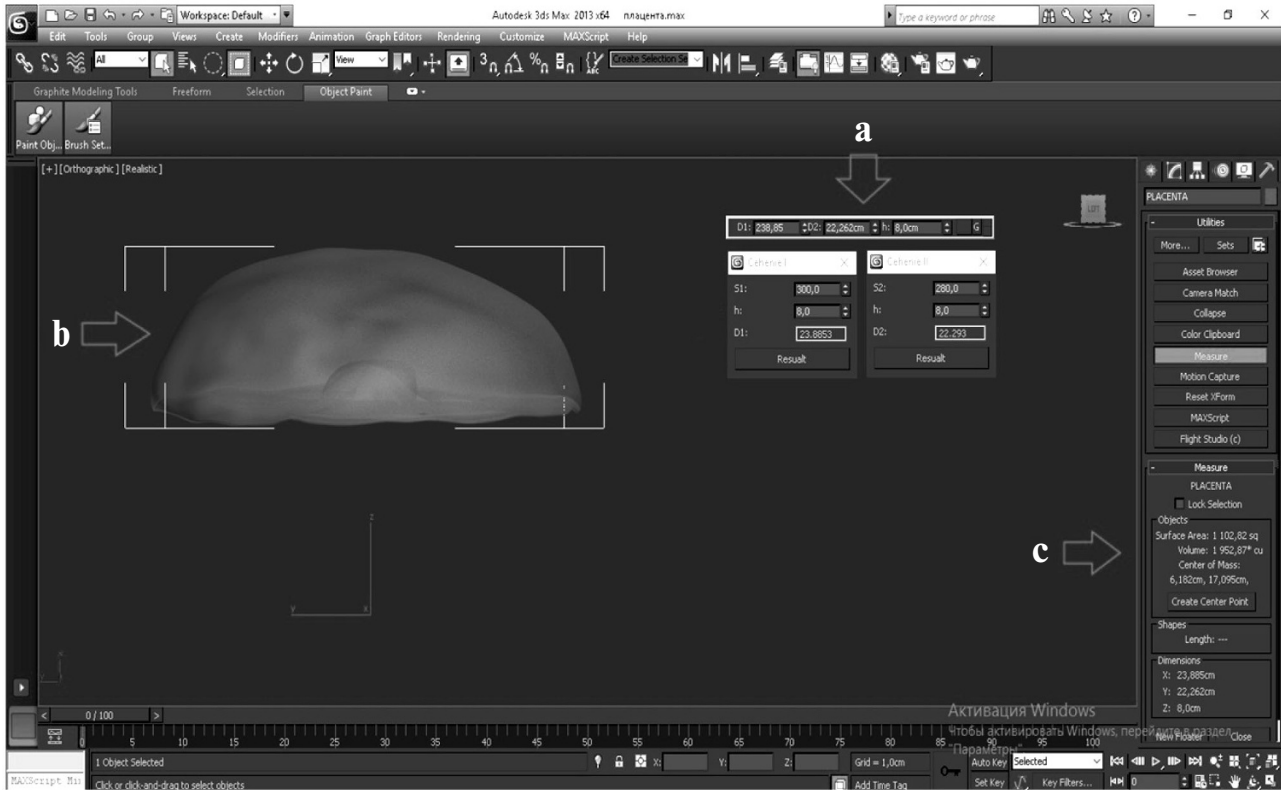 Workspace: Default
Autodesk 3ds Max 2013 x64 плацента.max
Type a keyword or phrase
Edit Tools Group Views Create Modifiers Animation Graph Editors Rendering Customize MAXScript Help
All
View
Create Selection Se
Graphite Modeling Tools Freeform Selection Object Paint
Paint Obj... Brush Set...
a
[+] [Orthographic] [Realistic]
LEFT
PLACENTA
D1: 238,85 D2: 22,262cm h: 8,0cm G
Cehenie I
S1: 300,0
h: 8,0
D1: 23.8853
Resualt
Cehenie II
S2: 280,0
h: 8,0
D2: 22.293
Resualt
b
- Utilities
More... Sets
Asset Browser
Camera Match
Collapse
Color Clipboard
Measure
Motion Capture
Reset XForm
MAXScript
Flight Studio (c)
c
- Measure
PLACENTA
Lock Selection
Objects
Surface Area: 1 102,82 sq
Volume: 1 952,87* cu
Center of Mass:
6,182cm, 17,095cm,
Create Center Point
Shapes
Length: ---
Dimensions
X: 23,885cm
Y: 22,262cm
Z: 8,0cm
New Floater Close
z
y x
Активация Windows
Чтобы активировать Windows, перейдите в раздел
"Параметры".
< 0 / 100 >
0 5 10 15 20 25 30 35 40 45 50 55 60 65 70 75 80 85 90 95 100
1 Object Selected X: Y: Z: Grid = 1,0cm Auto Key Selected
MAXScript Mi
Click or click-and-drag to select objects Add Time Tag Set Key Key Filters... 0